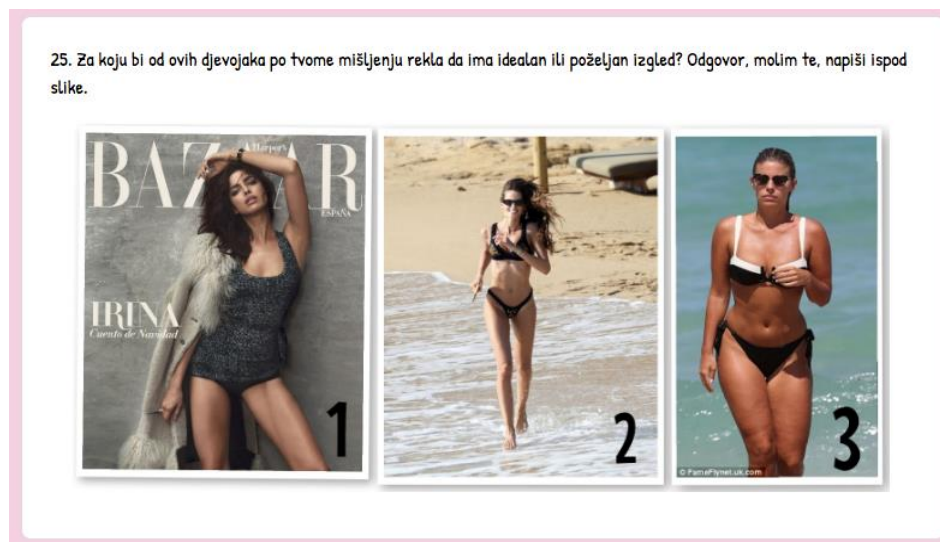 25. Za koju bi od ovih djevojaka po tvome mišljenju rekla da ima idealan ili poželjan izgled? Odgovor, molim te, napiši ispod
slike.
Harper's
BAZAAR
ESPAÑA
IRINA
Cuento de Navidad
1
2
3
© FameFlynet.uk.com